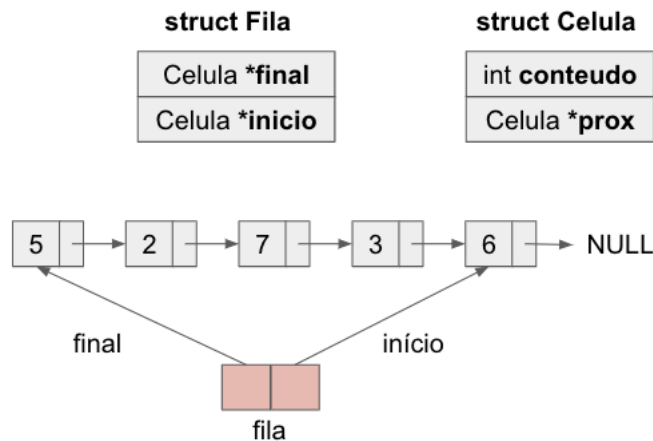 struct Fila
struct Celula
Celula *final
int conteudo
Celula *inicio
Celula *prox
5 2 7 3 6 NULL
final
início
fila